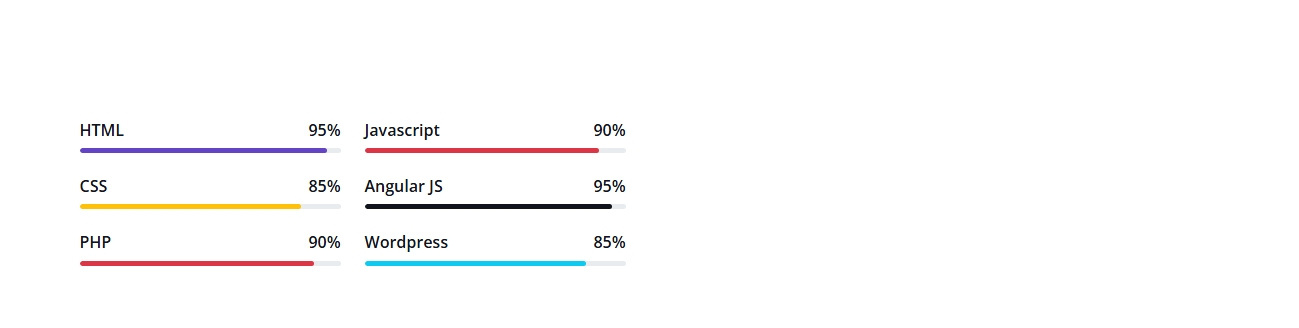 HTML 95%
Javascript 90%
CSS 85%
Angular JS 95%
PHP 90%
Wordpress 85%